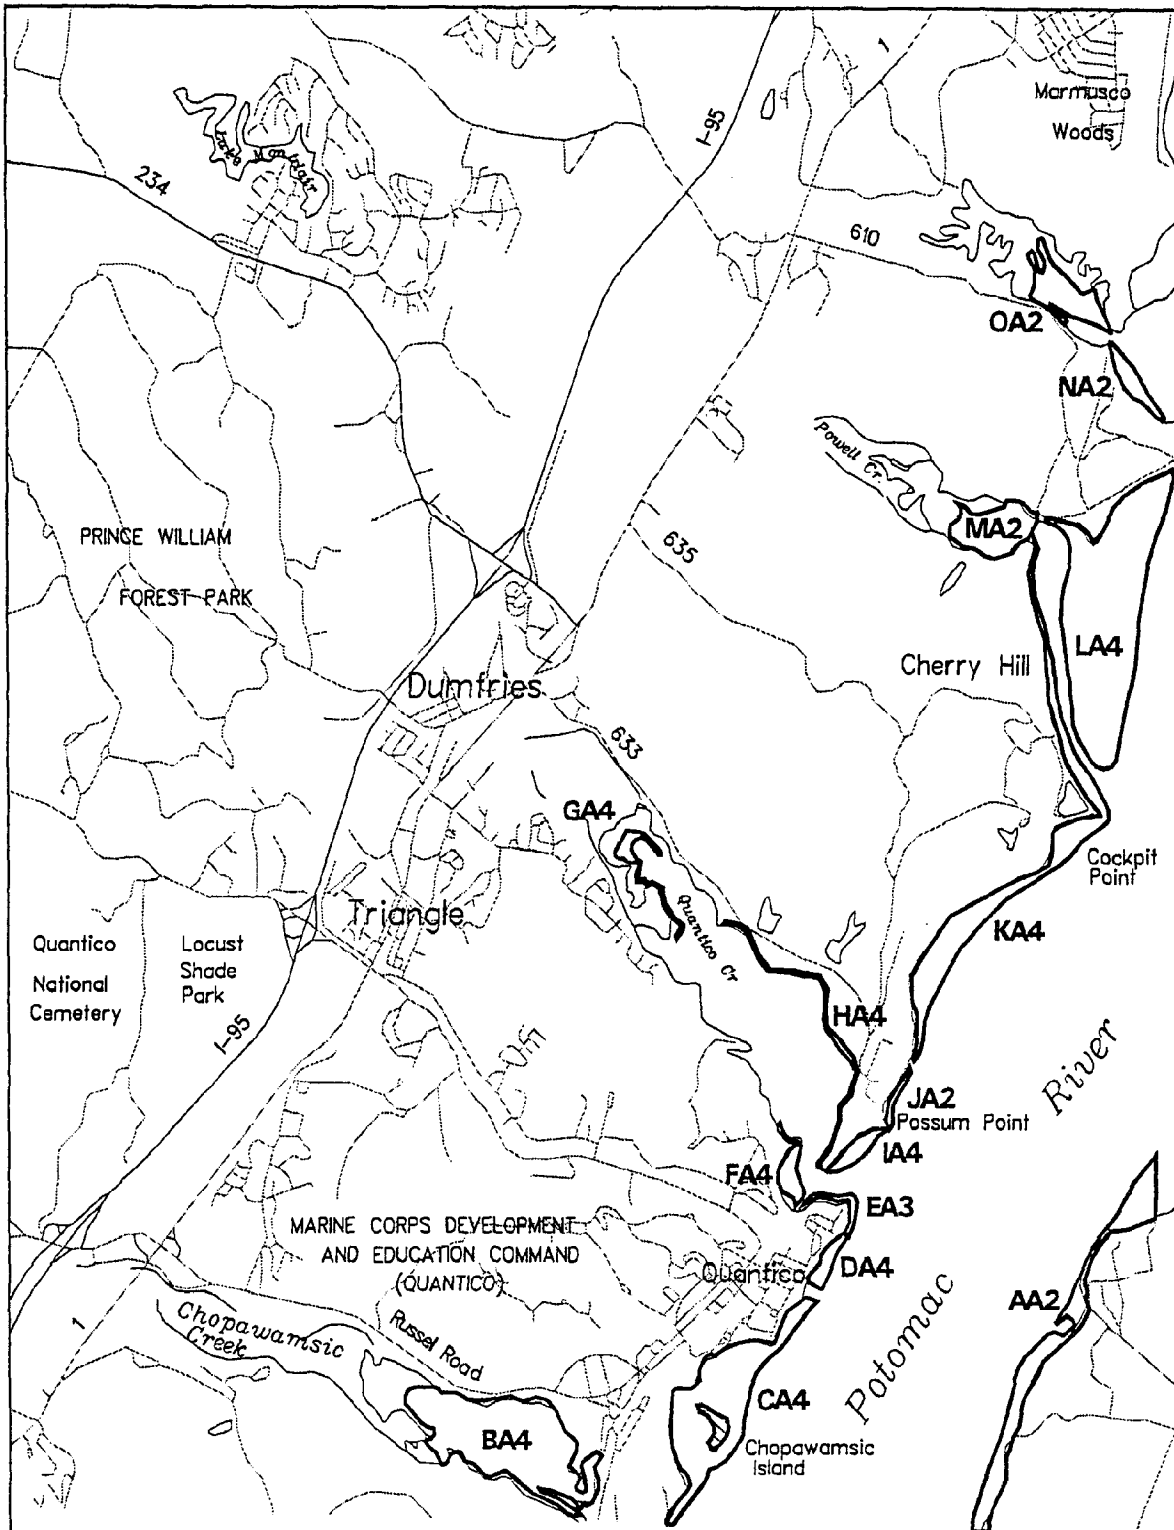 1
Marmusco
Woods
I-95
Lake Montclair
234
610
OA2
NA2
Powell Cr.
MA2
635
PRINCE WILLIAM
FOREST PARK
LA4
Cherry Hill
Dumfries
633
GA4
Cockpit
Point
Quantico Cr
Triangle
KA4
Quantico
National
Cemetery
Locust
Shade
Park
I-95
HA4
River
JA2
Possum Point
IA4
FA4
EA3
MARINE CORPS DEVELOPMENT
AND EDUCATION COMMAND
(QUANTICO)
Quantico
DA4
AA2
Potomac
1
Chopawamsic
Creek
Russel Road
CA4
BA4
Chopawamsic
Island